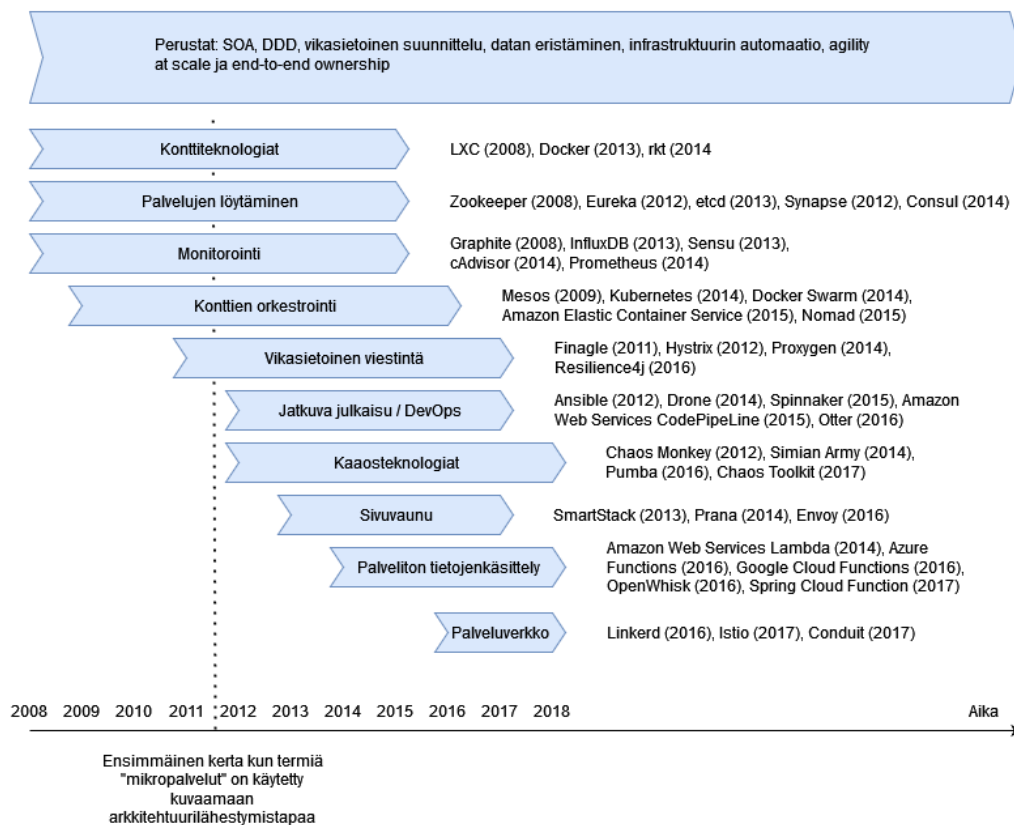 Perustat: SOA, DDD, vikasietoinen suunnittelu, datan eristäminen, infrastruktuurin automaatio, agility
at scale ja end-to-end ownership
Konttiteknologiat
LXC (2008), Docker (2013), rkt (2014
Palvelujen löytäminen
Zookeeper (2008), Eureka (2012), etcd (2013), Synapse (2012), Consul (2014)
Monitorointi
Graphite (2008), InfluxDB (2013), Sensu (2013),
cAdvisor (2014), Prometheus (2014)
Konttien orkestrointi
Mesos (2009), Kubernetes (2014), Docker Swarm (2014),
Amazon Elastic Container Service (2015), Nomad (2015)
Vikasietoinen viestintä
Finagle (2011), Hystrix (2012), Proxygen (2014),
Resilience4j (2016)
Jatkuva julkaisu / DevOps
Ansible (2012), Drone (2014), Spinnaker (2015), Amazon
Web Services CodePipeLine (2015), Otter (2016)
Kaaosteknologiat
Chaos Monkey (2012), Simian Army (2014),
Pumba (2016), Chaos Toolkit (2017)
Sivuvaunu
SmartStack (2013), Prana (2014), Envoy (2016)
Palveliton tietojenkäsittely
Amazon Web Services Lambda (2014), Azure
Functions (2016), Google Cloud Functions (2016),
OpenWhisk (2016), Spring Cloud Function (2017)
Palveluverkko
Linkerd (2016), Istio (2017), Conduit (2017)
2008 2009 2010 2011 2012 2013 2014 2015 2016 2017 2018 Aika
Ensimmäinen kerta kun termiä
"mikropalvelut" on käytetty
kuvaamaan
arkkitehtuurilähestymistapaa